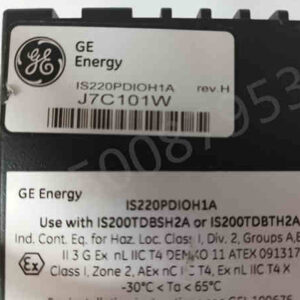 GE
Energy
IS220PDIOH1A rev.H
J7C101W
GE Energy
IS220PDIOH1A
Use with IS200TDBSH2A or IS200TDBTH2A
Ind. Cont. Eq. for Haz. Loc. Class I, Div. 2, Groups A,B
II 3 G Ex nL IIC T4 DEMKO 11 ATEX 091317
Class I, Zone 2, AEx nC IIC T4, Ex nL IIC T4 X
-30°C < Ta < 65°C